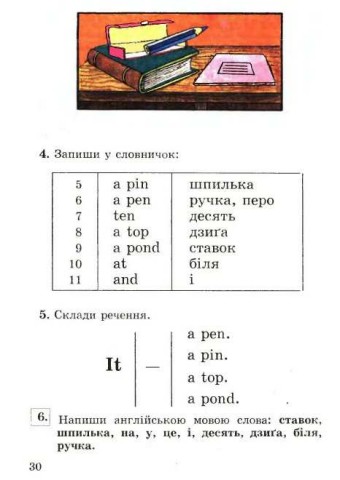 4. Запиши у словничок:
5 a pin шпилька
6 a pen ручка, перо
7 ten десять
8 a top дзиґа
9 a pond ставок
10 at біля
11 and і
5. Склади речення.
a pen.
a pin.
It —
a top.
a pond.
6. Напиши англійською мовою слова: ставок,
шпилька, на, у, це, і, десять, дзиґа, біля,
ручка.
30